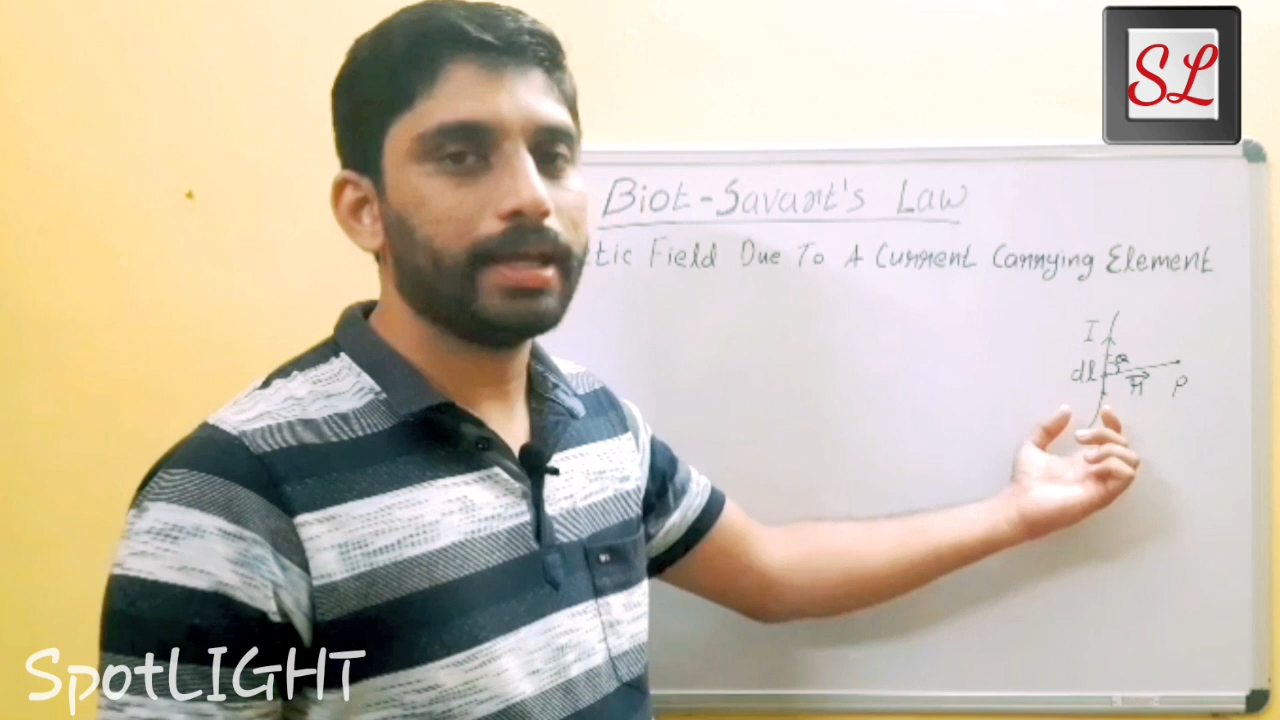 SL
Biot-Savart's Law
tic Field Due To A Current Carrying Element
I
θ
dl
r
P
SpotLIGHT